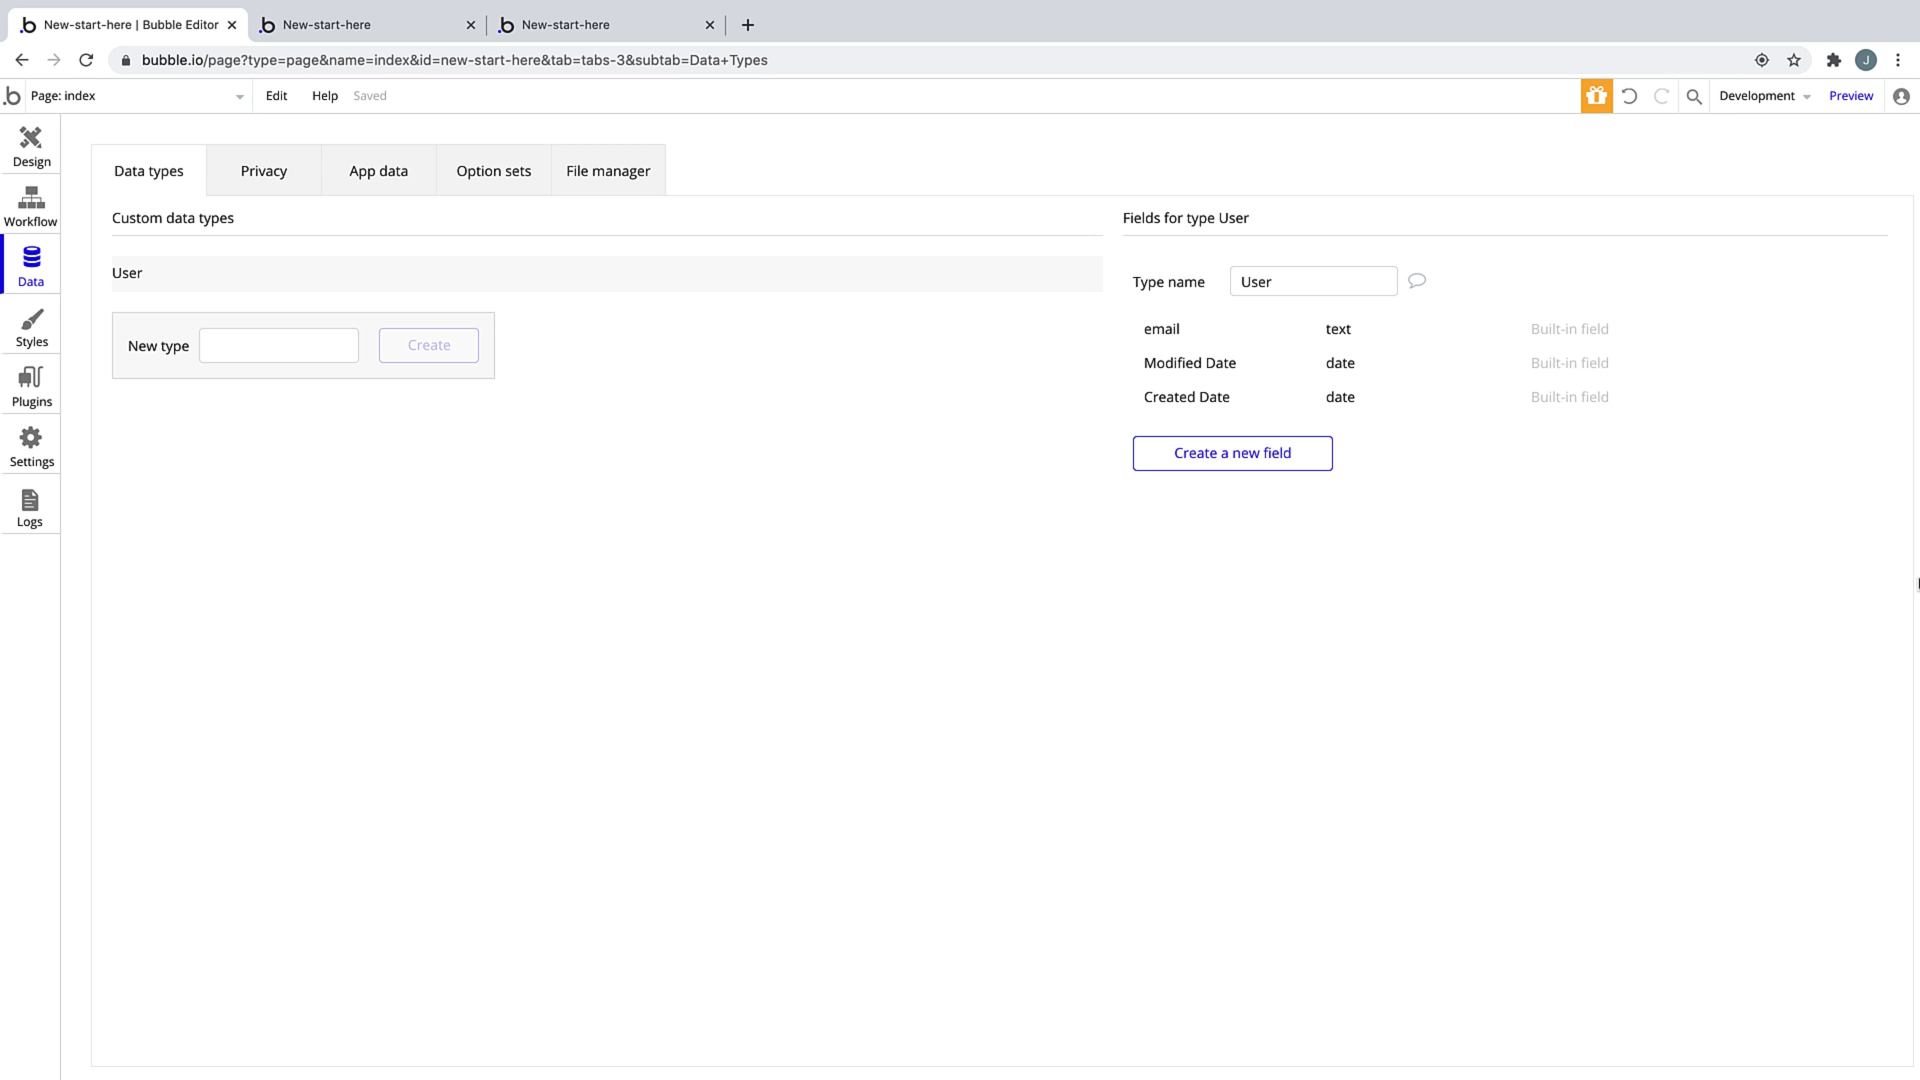 New-start-here | Bubble Editor
New-start-here
New-start-here
bubble.io/page?type=page&name=index&id=new-start-here&tab=tabs-3&subtab=Data+Types
J
.b
Page: index
Edit
Help
Saved
Development
Preview
Design
Workflow
Data
Styles
Plugins
Settings
Logs
Data types
Privacy
App data
Option sets
File manager
Custom data types
User
New type
Create
Fields for type User
Type name
User
email text Built-in field
Modified Date date Built-in field
Created Date date Built-in field
Create a new field